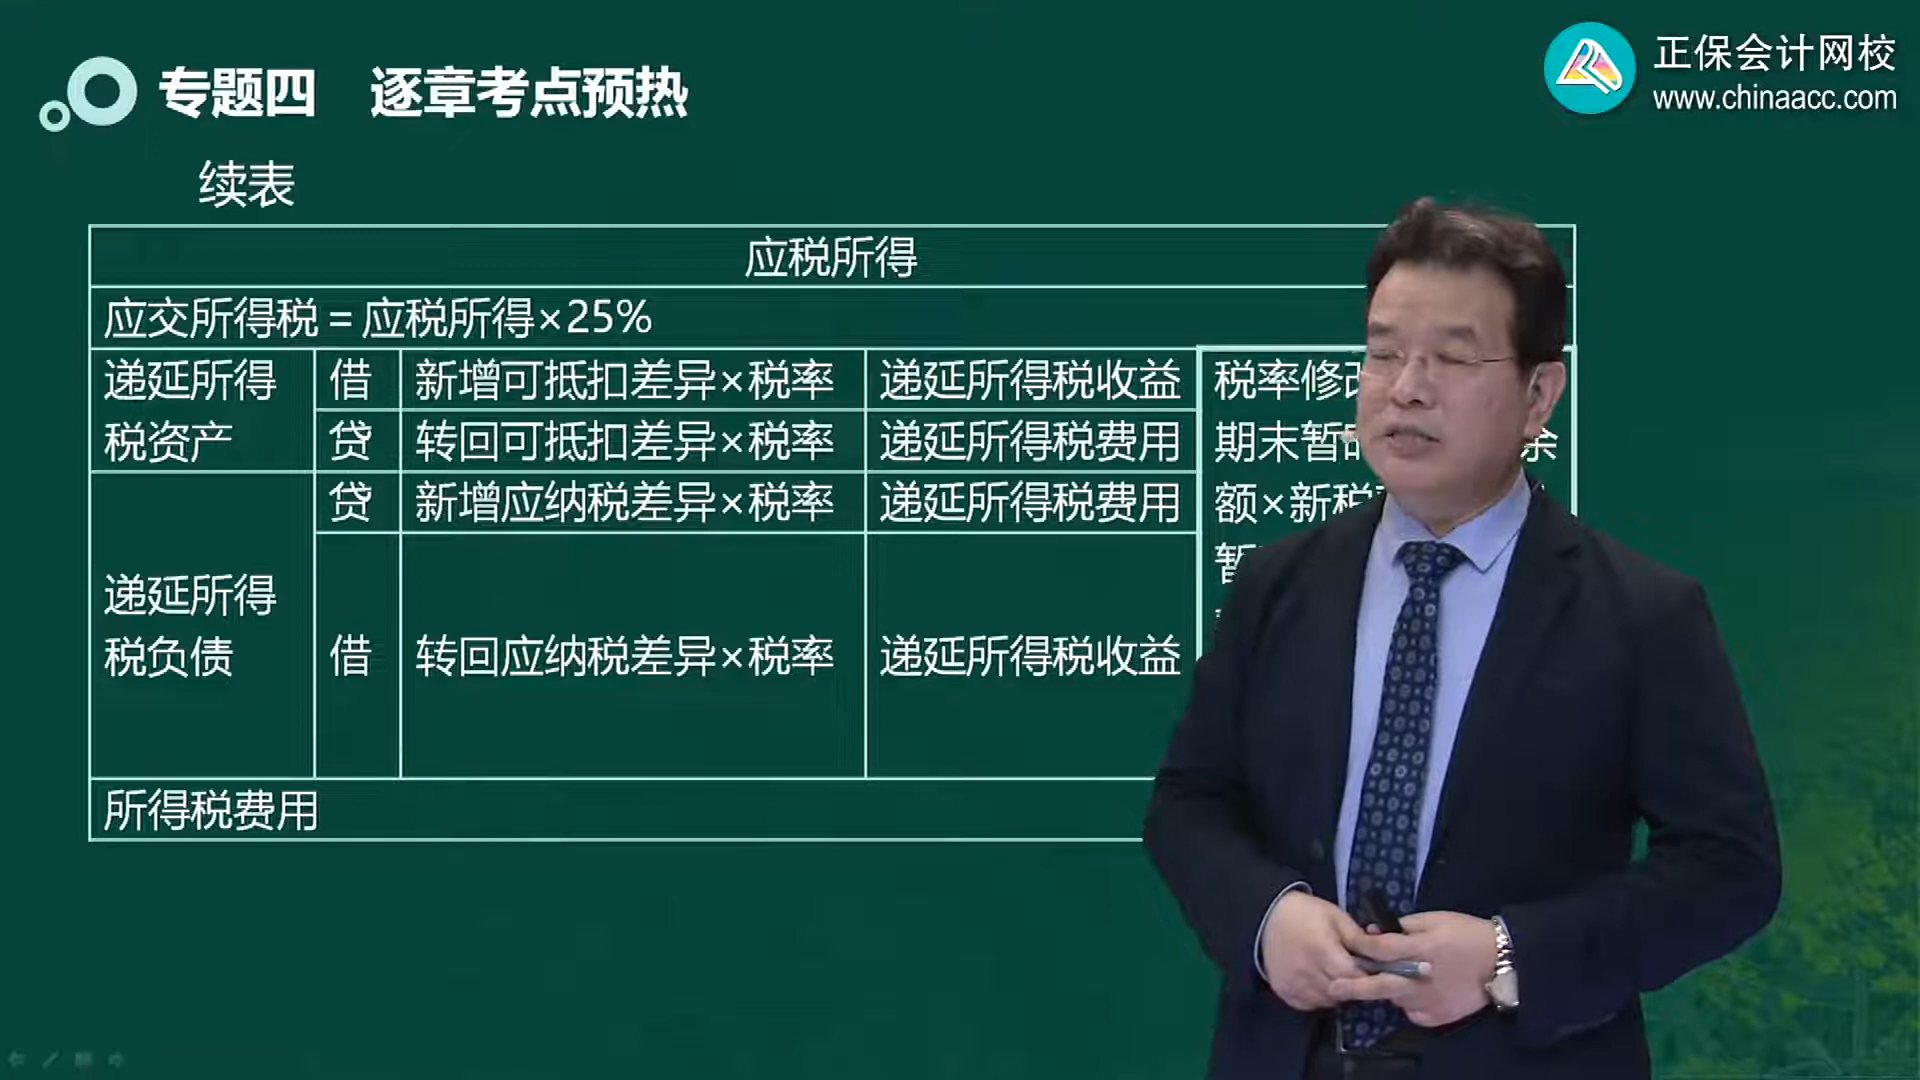 专题四 逐章考点预热
正保会计网校
www.chinaacc.com
续表
应税所得
应交所得税=应税所得×25%
递延所得
税资产
借
新增可抵扣差异×税率
递延所得税收益
贷
转回可抵扣差异×税率
递延所得税费用
递延所得
税负债
贷
新增应纳税差异×税率
递延所得税费用
借
转回应纳税差异×税率
递延所得税收益
税率修改
期末暂 余
额×新税
暂
所得税费用